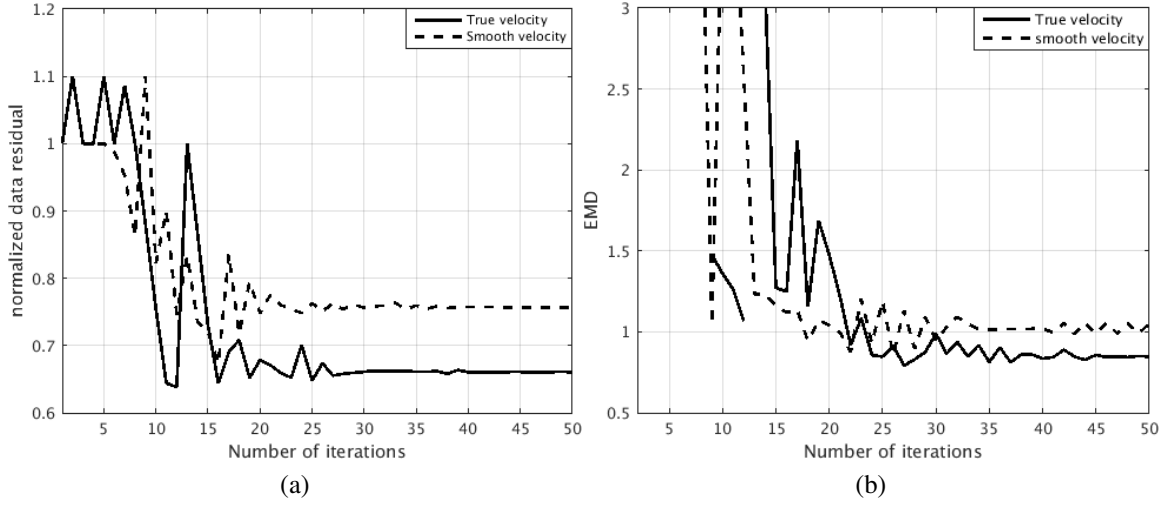 True velocity
Smooth velocity
1.2
1.1
1
0.9
0.8
0.7
0.6
normalized data residual
5 10 15 20 25 30 35 40 45 50
Number of iterations
(a)
True velocity
smooth velocity
3
2.5
2
1.5
1
0.5
EMD
5 10 15 20 25 30 35 40 45 50
Number of iterations
(b)